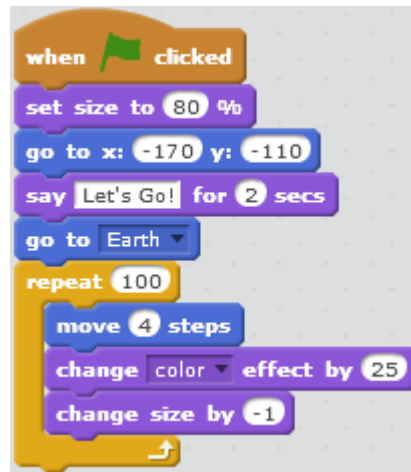 when clicked
set size to 80 %
go to x: -170 y: -110
say Let's Go! for 2 secs
go to Earth
repeat 100
move 4 steps
change color effect by 25
change size by -1